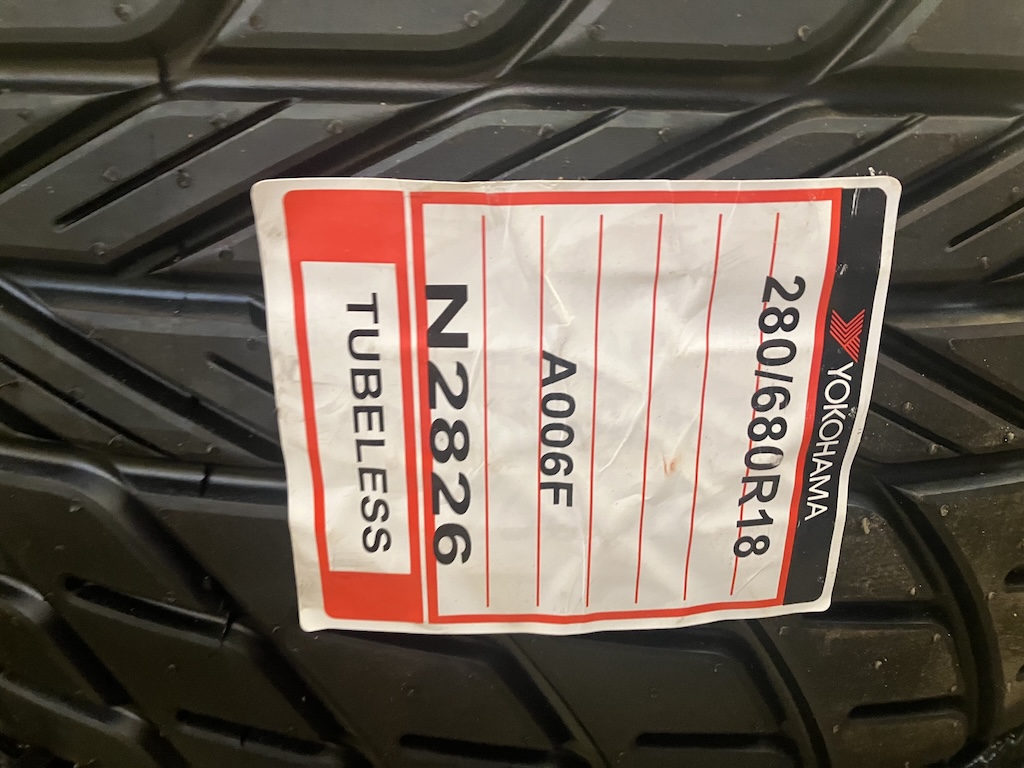 YOKOHAMA
280/680R18
A006F
N2826
TUBELESS